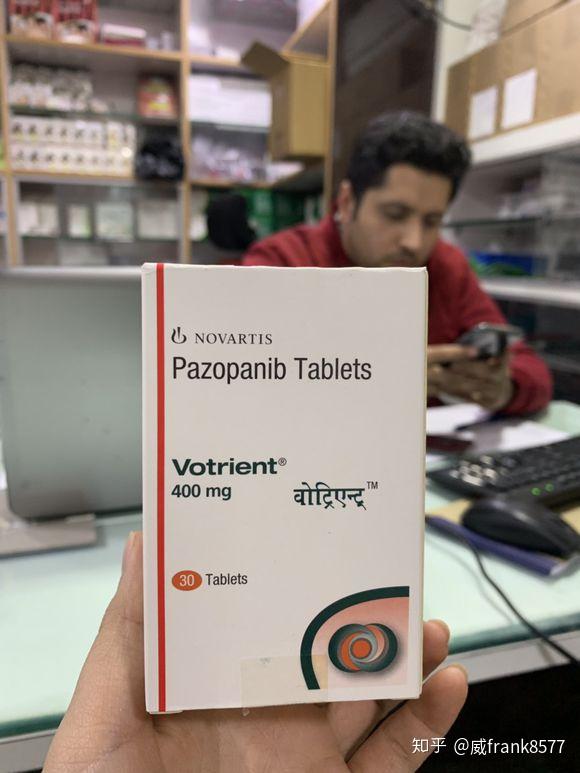 NOVARTIS
Pazopanib Tablets
Votrient®
400 mg
वोट्रिएन्ट्™
30 Tablets
知乎 @威frank8577